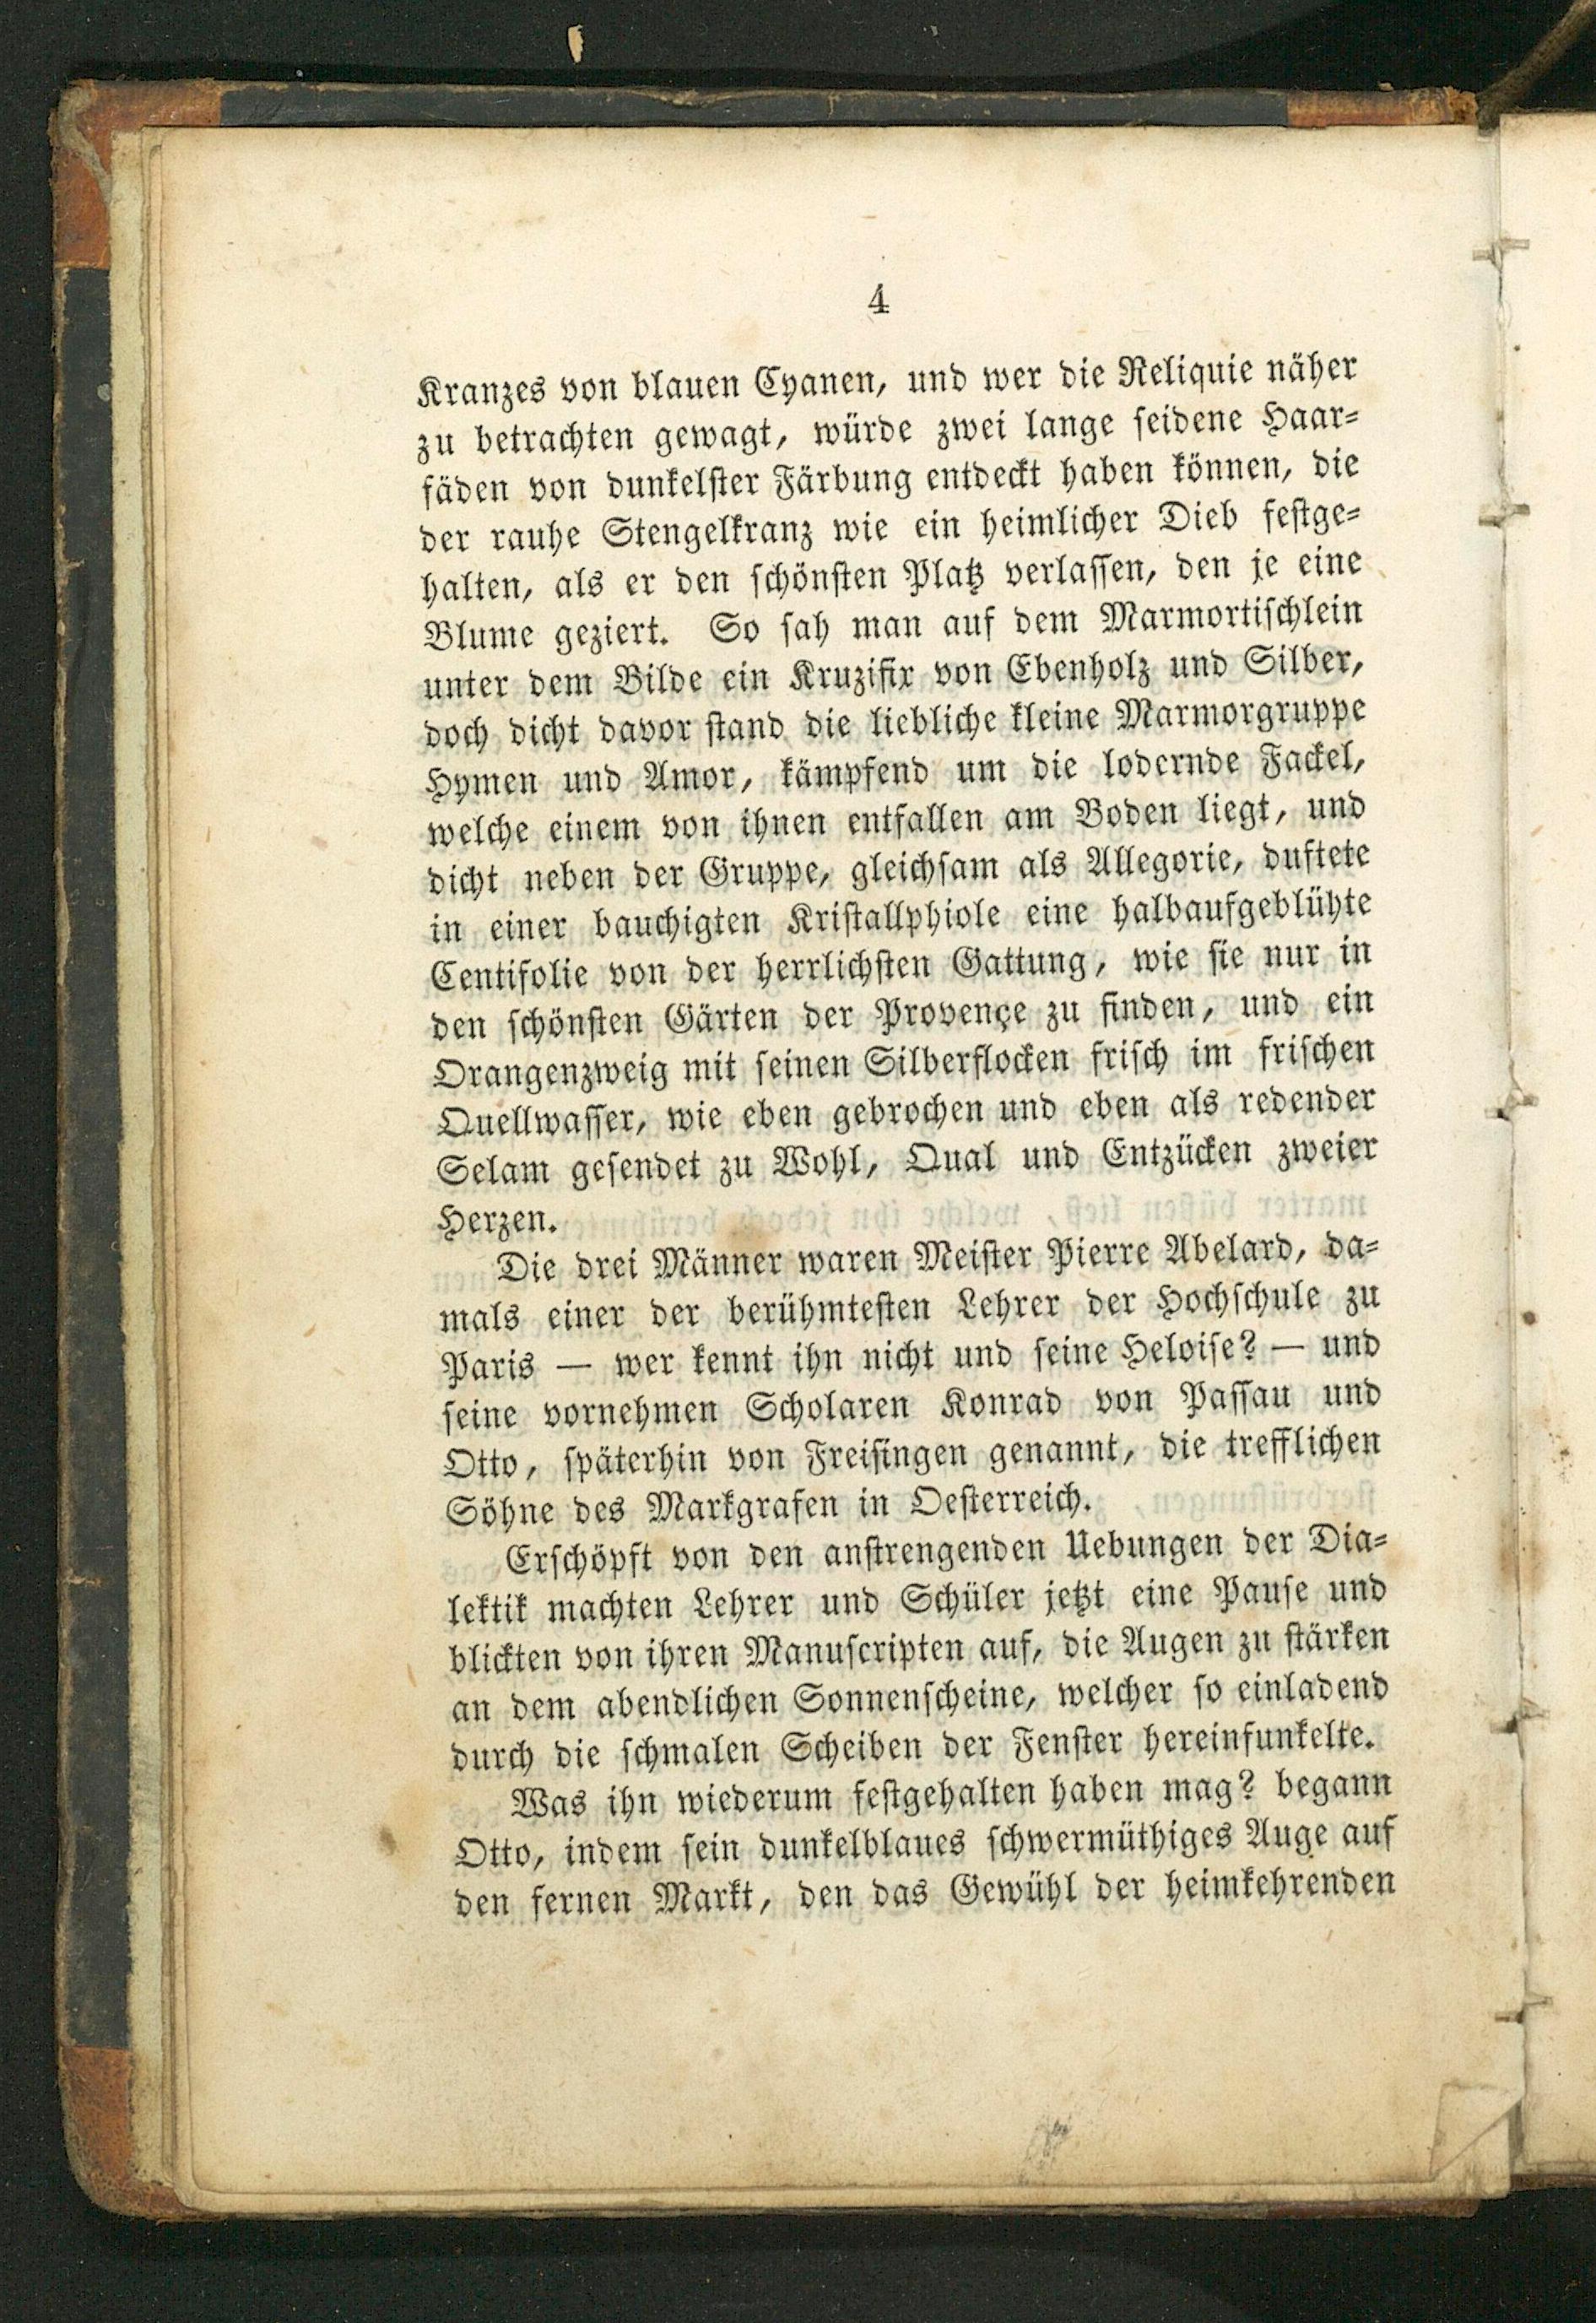 4
Kranzes von blauen Cyanen, und wer die Reliquie näher
zu betrachten gewagt, würde zwei lange seidene Haar-
fäden von dunkelster Färbung entdeckt haben können, die
der rauhe Stengelkranz wie ein heimlicher Dieb festge-
halten, als er den schönsten Platz verlassen, den je eine
Blume geziert. So sah man auf dem Marmortischlein
unter dem Bilde ein Kruzifix von Ebenholz und Silber,
doch dicht davor stand die liebliche kleine Marmorgruppe
Hymen und Amor, kämpfend um die lodernde Fackel,
welche einem von ihnen entfallen am Boden liegt, und
dicht neben der Gruppe, gleichsam als Allegorie, duftete
in einer bauchigten Kristallphiole eine halbaufgeblühte
Centifolie von der herrlichsten Gattung, wie sie nur in
den schönsten Gärten der Provençe zu finden, und ein
Orangenzweig mit seinen Silberflocken frisch im frischen
Quellwasser, wie eben gebrochen und eben als redender
Selam gesendet zu Wohl, Qual und Entzücken zweier
Herzen.
Die drei Männer waren Meister Pierre Abelard, da-
mals einer der berühmtesten Lehrer der Hochschule zu
Paris — wer kennt ihn nicht und seine Heloise? — und
seine vornehmen Scholaren Konrad von Passau und
Otto, späterhin von Freisingen genannt, die trefflichen
Söhne des Markgrafen in Oesterreich.
Erschöpft von den anstrengenden Uebungen der Dia-
lektik machten Lehrer und Schüler jetzt eine Pause und
blickten von ihren Manuscripten auf, die Augen zu stärken
an dem abendlichen Sonnenscheine, welcher so einladend
durch die schmalen Scheiben der Fenster hereinfunkelte.
Was ihn wiederum festgehalten haben mag? begann
Otto, indem sein dunkelblaues schwermüthiges Auge auf
den fernen Markt, den das Gewühl der heimkehrenden